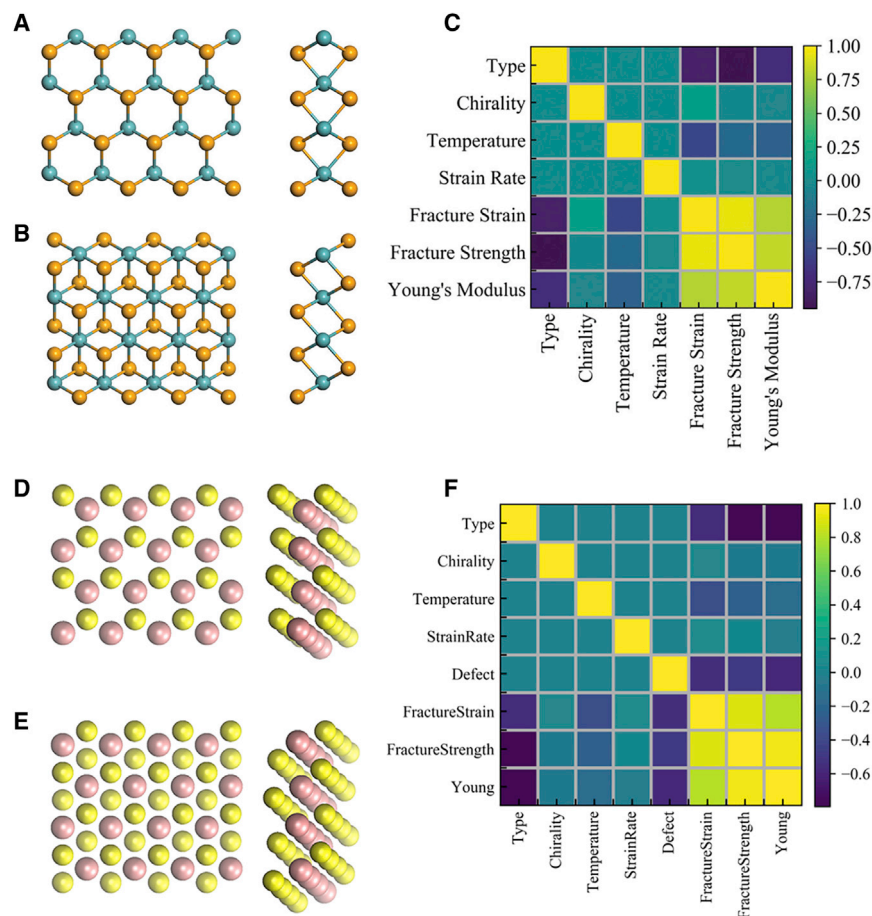 A
B
C
Type
Chirality
Temperature
Strain Rate
Fracture Strain
Fracture Strength
Young's Modulus
Type
Chirality
Temperature
Strain Rate
Fracture Strain
Fracture Strength
Young's Modulus
1.00
0.75
0.50
0.25
0.00
−0.25
−0.50
−0.75
D
E
F
Type
Chirality
Temperature
StrainRate
Defect
FractureStrain
FractureStrength
Young
Type
Chirality
Temperature
StrainRate
Defect
FractureStrain
FractureStrength
Young
1.0
0.8
0.6
0.4
0.2
0.0
−0.2
−0.4
−0.6